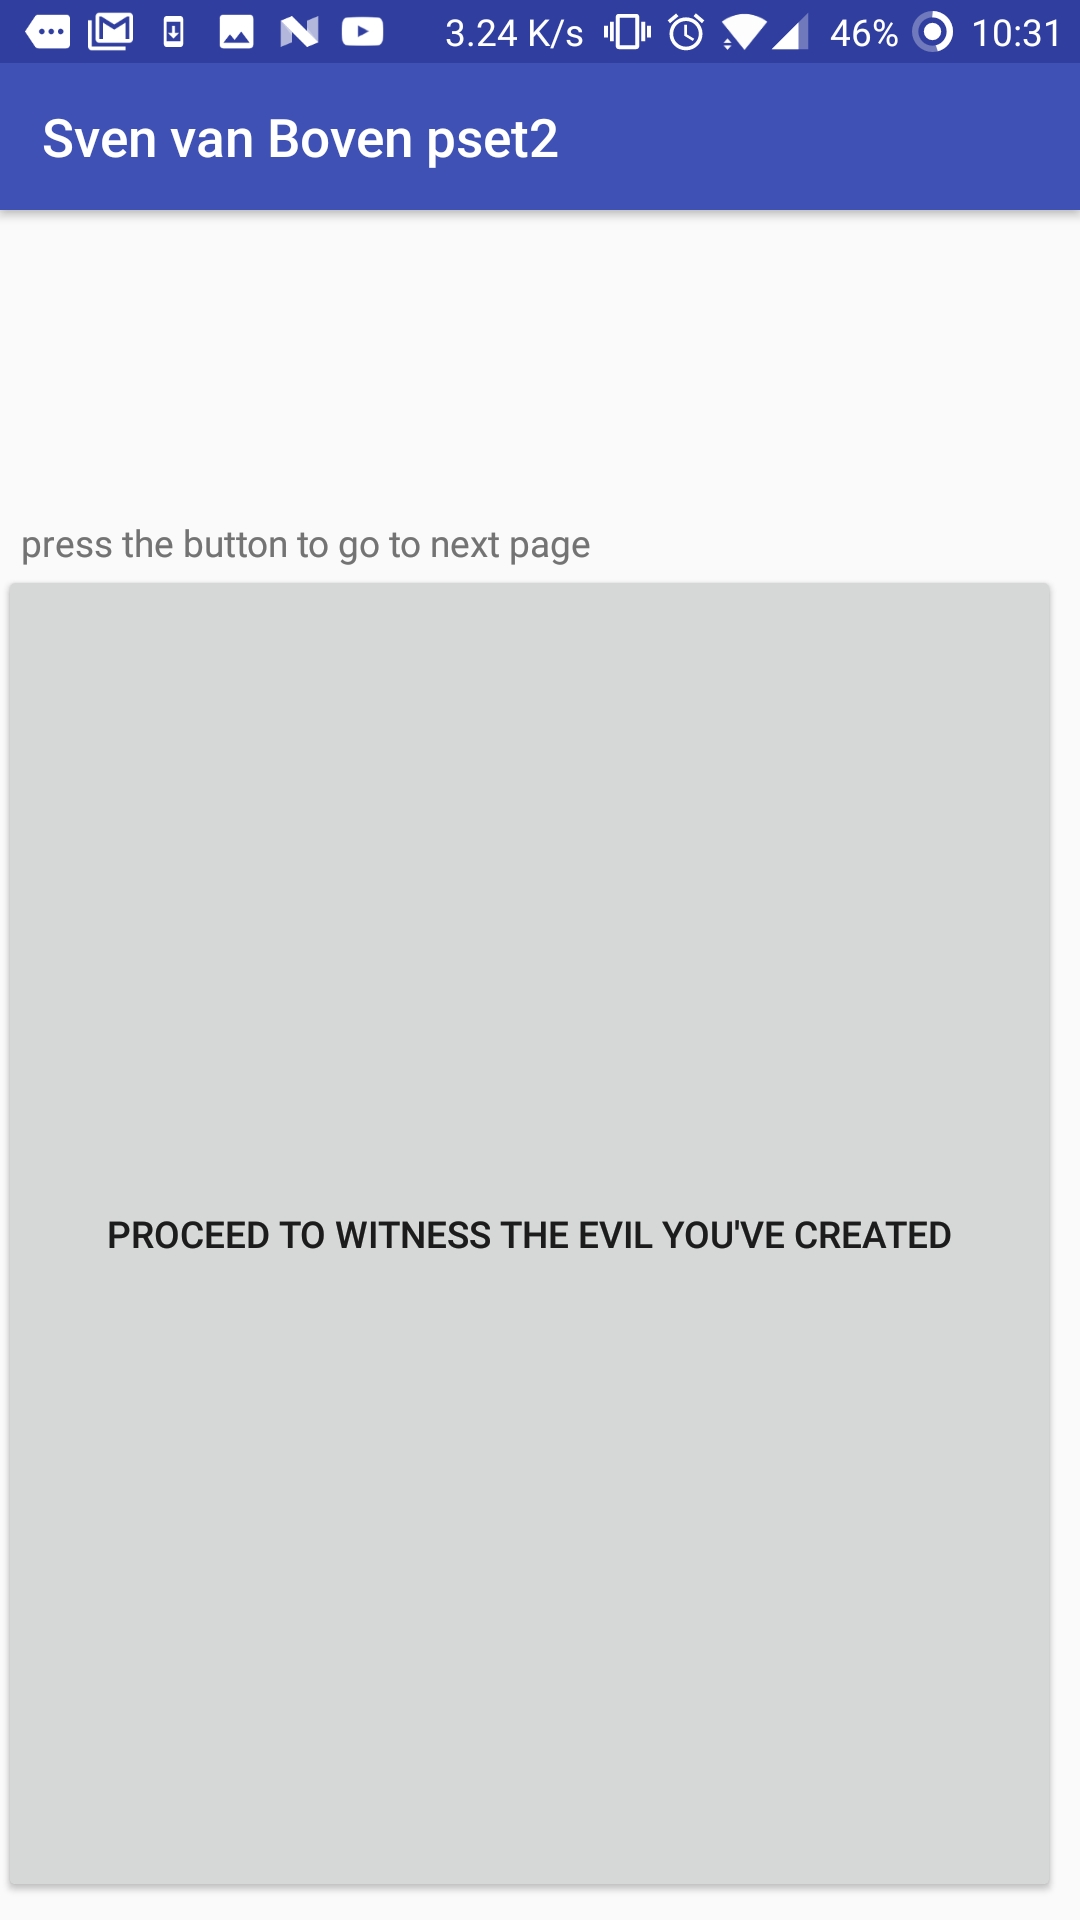 3.24 K/s 46% 10:31
Sven van Boven pset2
press the button to go to next page
PROCEED TO WITNESS THE EVIL YOU'VE CREATED